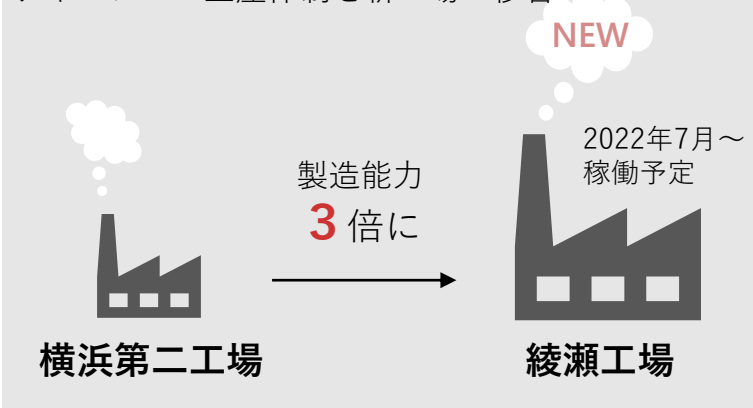 NEW
2022年7月～
稼働予定
製造能力
3倍に
横浜第二工場
綾瀬工場